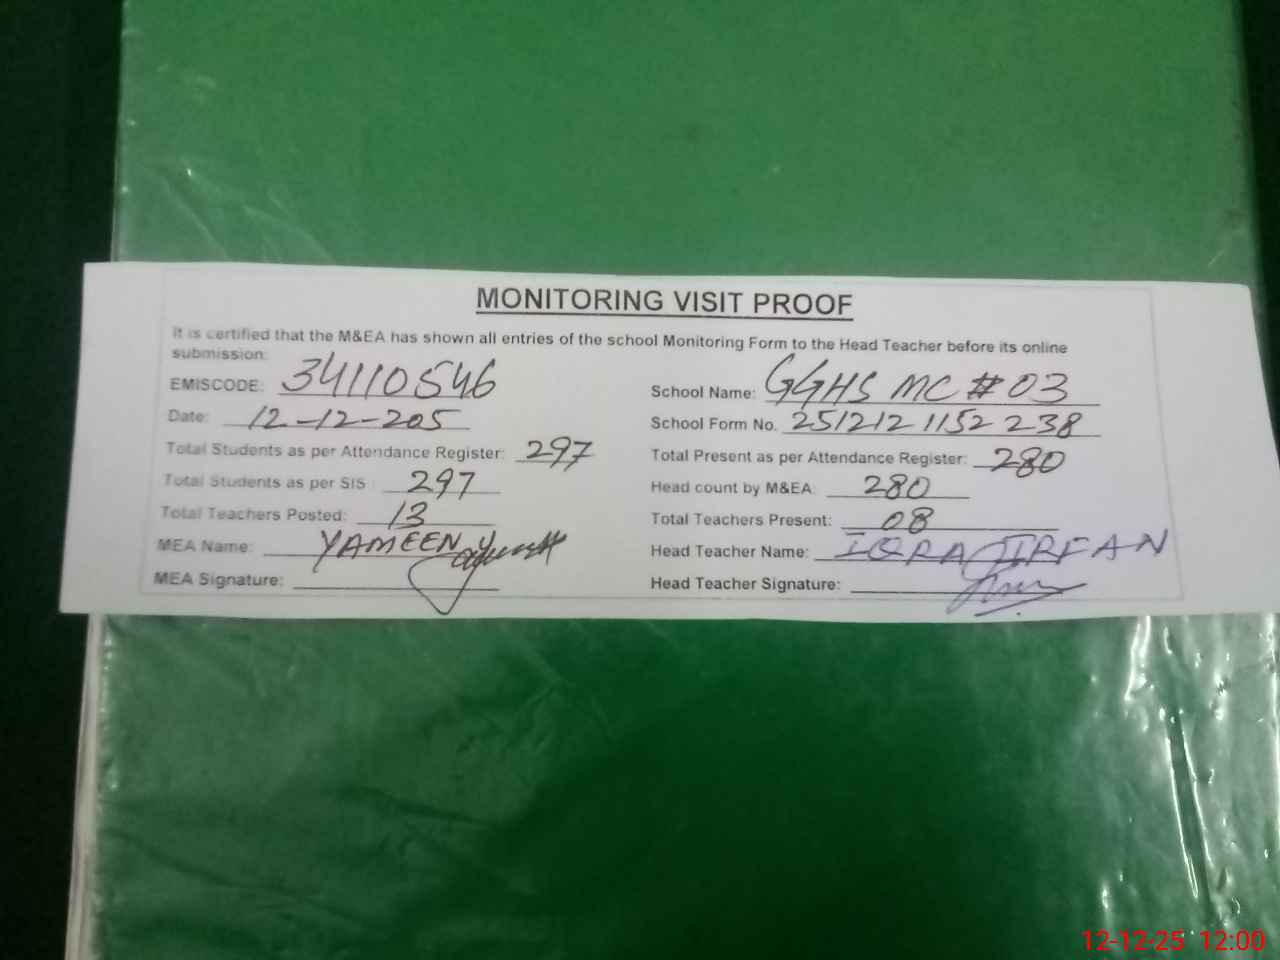 MONITORING VISIT PROOF
It is certified that the M&EA has shown all entries of the school Monitoring Form to the Head Teacher before its online
submission:
EMISCODE: 34110546 School Name: GGHS MC # 03
Date: 12-12-205 School Form No. 251212 1152 238
Total Students as per Attendance Register: 297 Total Present as per Attendance Register: 280
Total Students as per SIS : 297 Head count by M&EA: 280
Total Teachers Posted: 13 Total Teachers Present: 08
MEA Name: YAMEEN Head Teacher Name: IQRA IRFAN
MEA Signature: Head Teacher Signature:
12-12-25 12:00